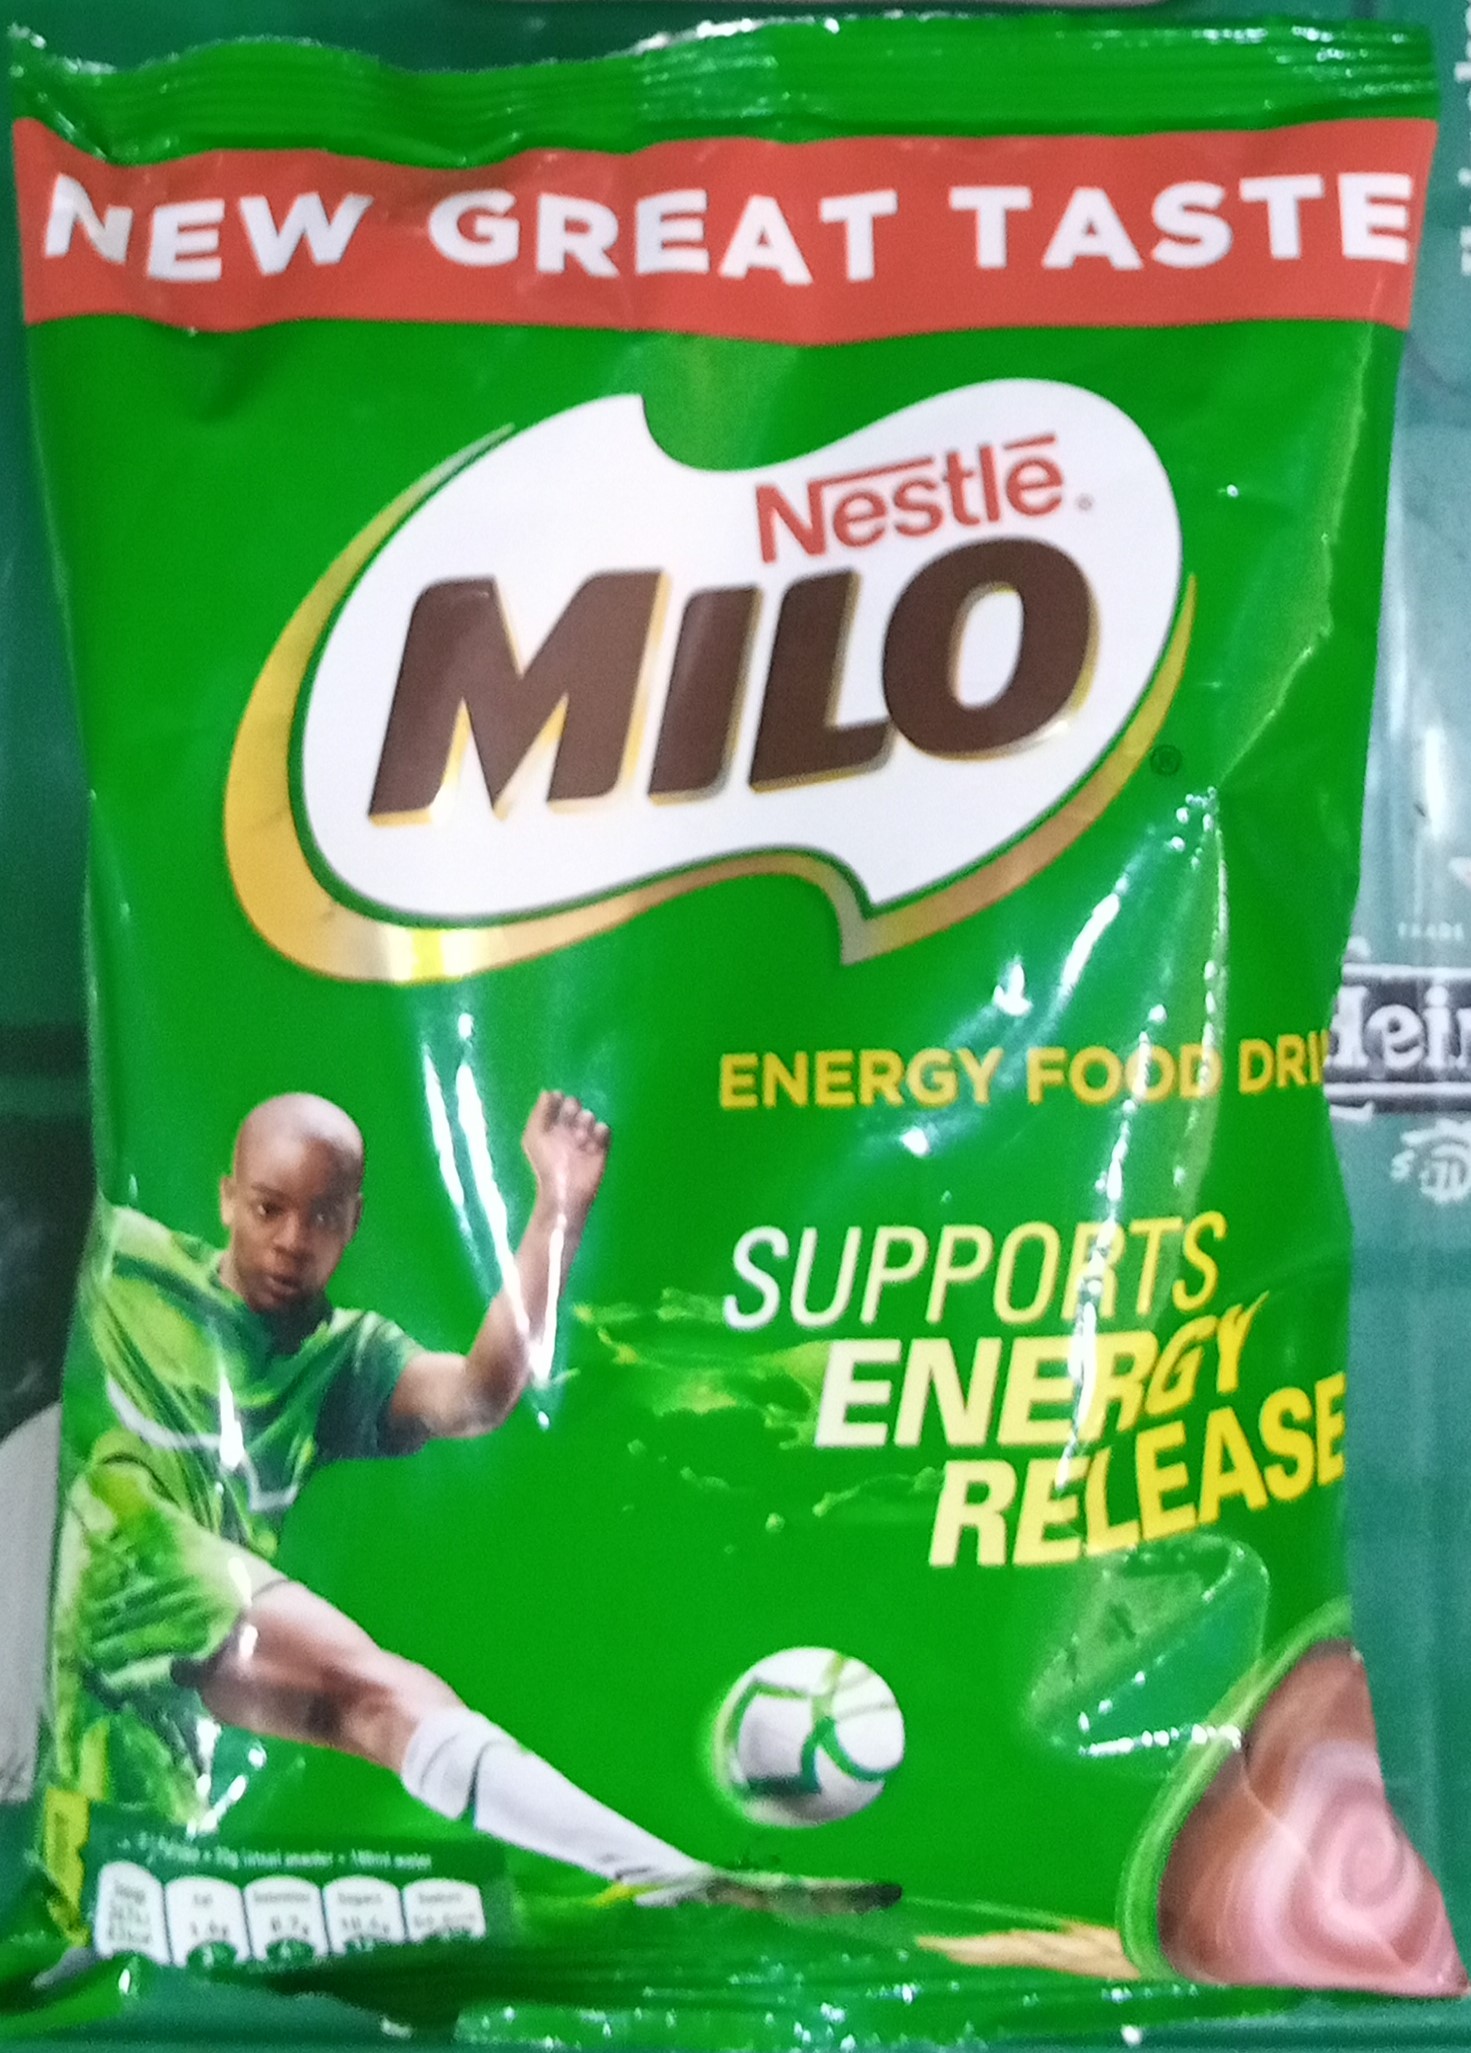 NEW GREAT TASTE
Nestlé
MILO
®
ENERGY FOOD DRI
SUPPORTS
ENERGY
RELEASE